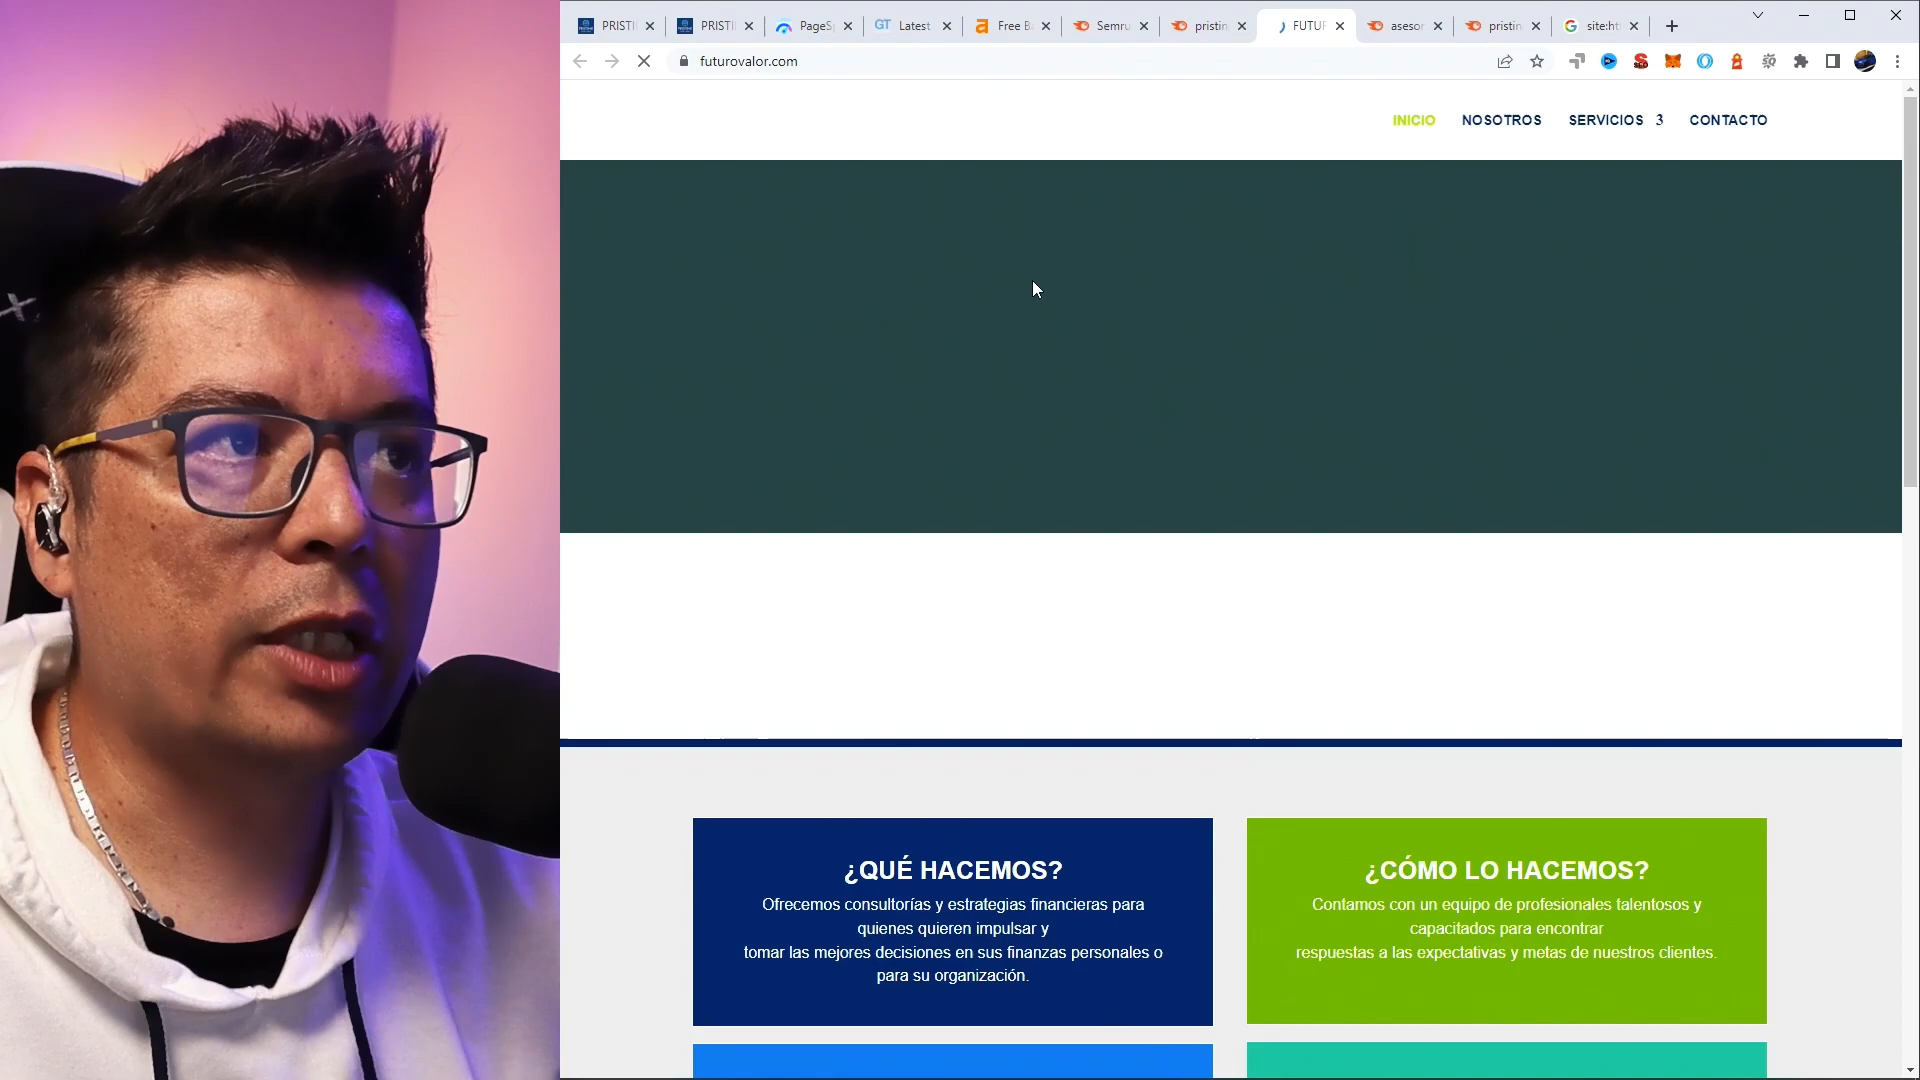 PRISTI
PRISTI
PageS
GT Latest
Free B
Semru
pristin
FUTUR
aseson
pristin
site:ht
futurovalor.com
INICIO NOSOTROS SERVICIOS 3 CONTACTO
¿QUÉ HACEMOS?
Ofrecemos consultorías y estrategias financieras para
quienes quieren impulsar y
tomar las mejores decisiones en sus finanzas personales o
para su organización.
¿CÓMO LO HACEMOS?
Contamos con un equipo de profesionales talentosos y
capacitados para encontrar
respuestas a las expectativas y metas de nuestros clientes.